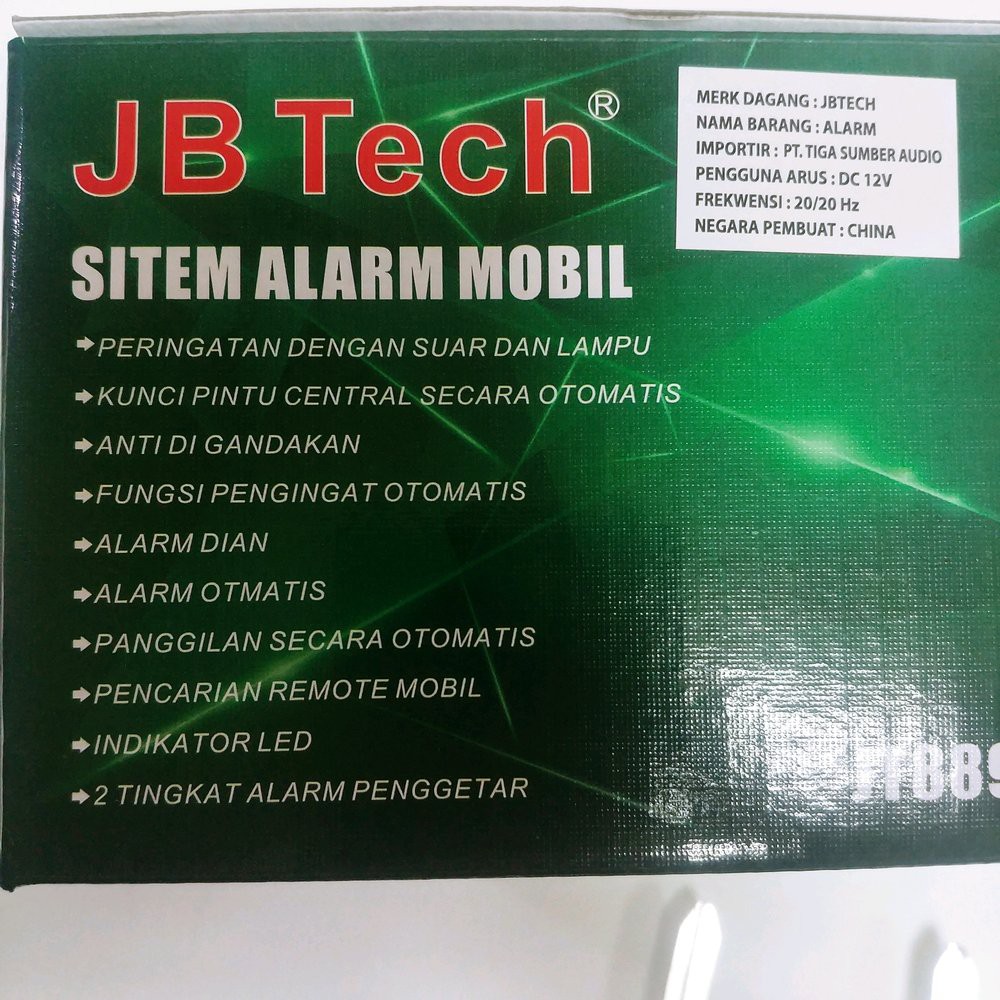 JB Tech®
SITEM ALARM MOBIL
PERINGATAN DENGAN SUAR DAN LAMPU
KUNCI PINTU CENTRAL SECARA OTOMATIS
ANTI DI GANDAKAN
FUNGSI PENGINGAT OTOMATIS
ALARM DIAN
ALARM OTMATIS
PANGGILAN SECARA OTOMATIS
PENCARIAN REMOTE MOBIL
INDIKATOR LED
2 TINGKAT ALARM PENGGETAR
MERK DAGANG : JBTECH
NAMA BARANG : ALARM
IMPORTIR : PT. TIGA SUMBER AUDIO
PENGGUNA ARUS : DC 12V
FREKWENSI : 20/20 Hz
NEGARA PEMBUAT : CHINA